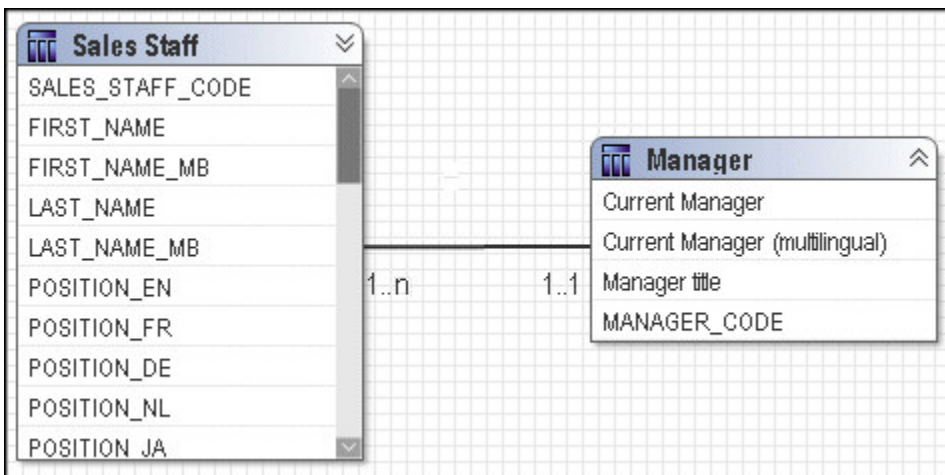 Sales Staff
SALES_STAFF_CODE
FIRST_NAME
FIRST_NAME_MB
LAST_NAME
LAST_NAME_MB
POSITION_EN
POSITION_FR
POSITION_DE
POSITION_NL
POSITION_JA
1..n
1..1
Manager
Current Manager
Current Manager (multilingual)
Manager title
MANAGER_CODE